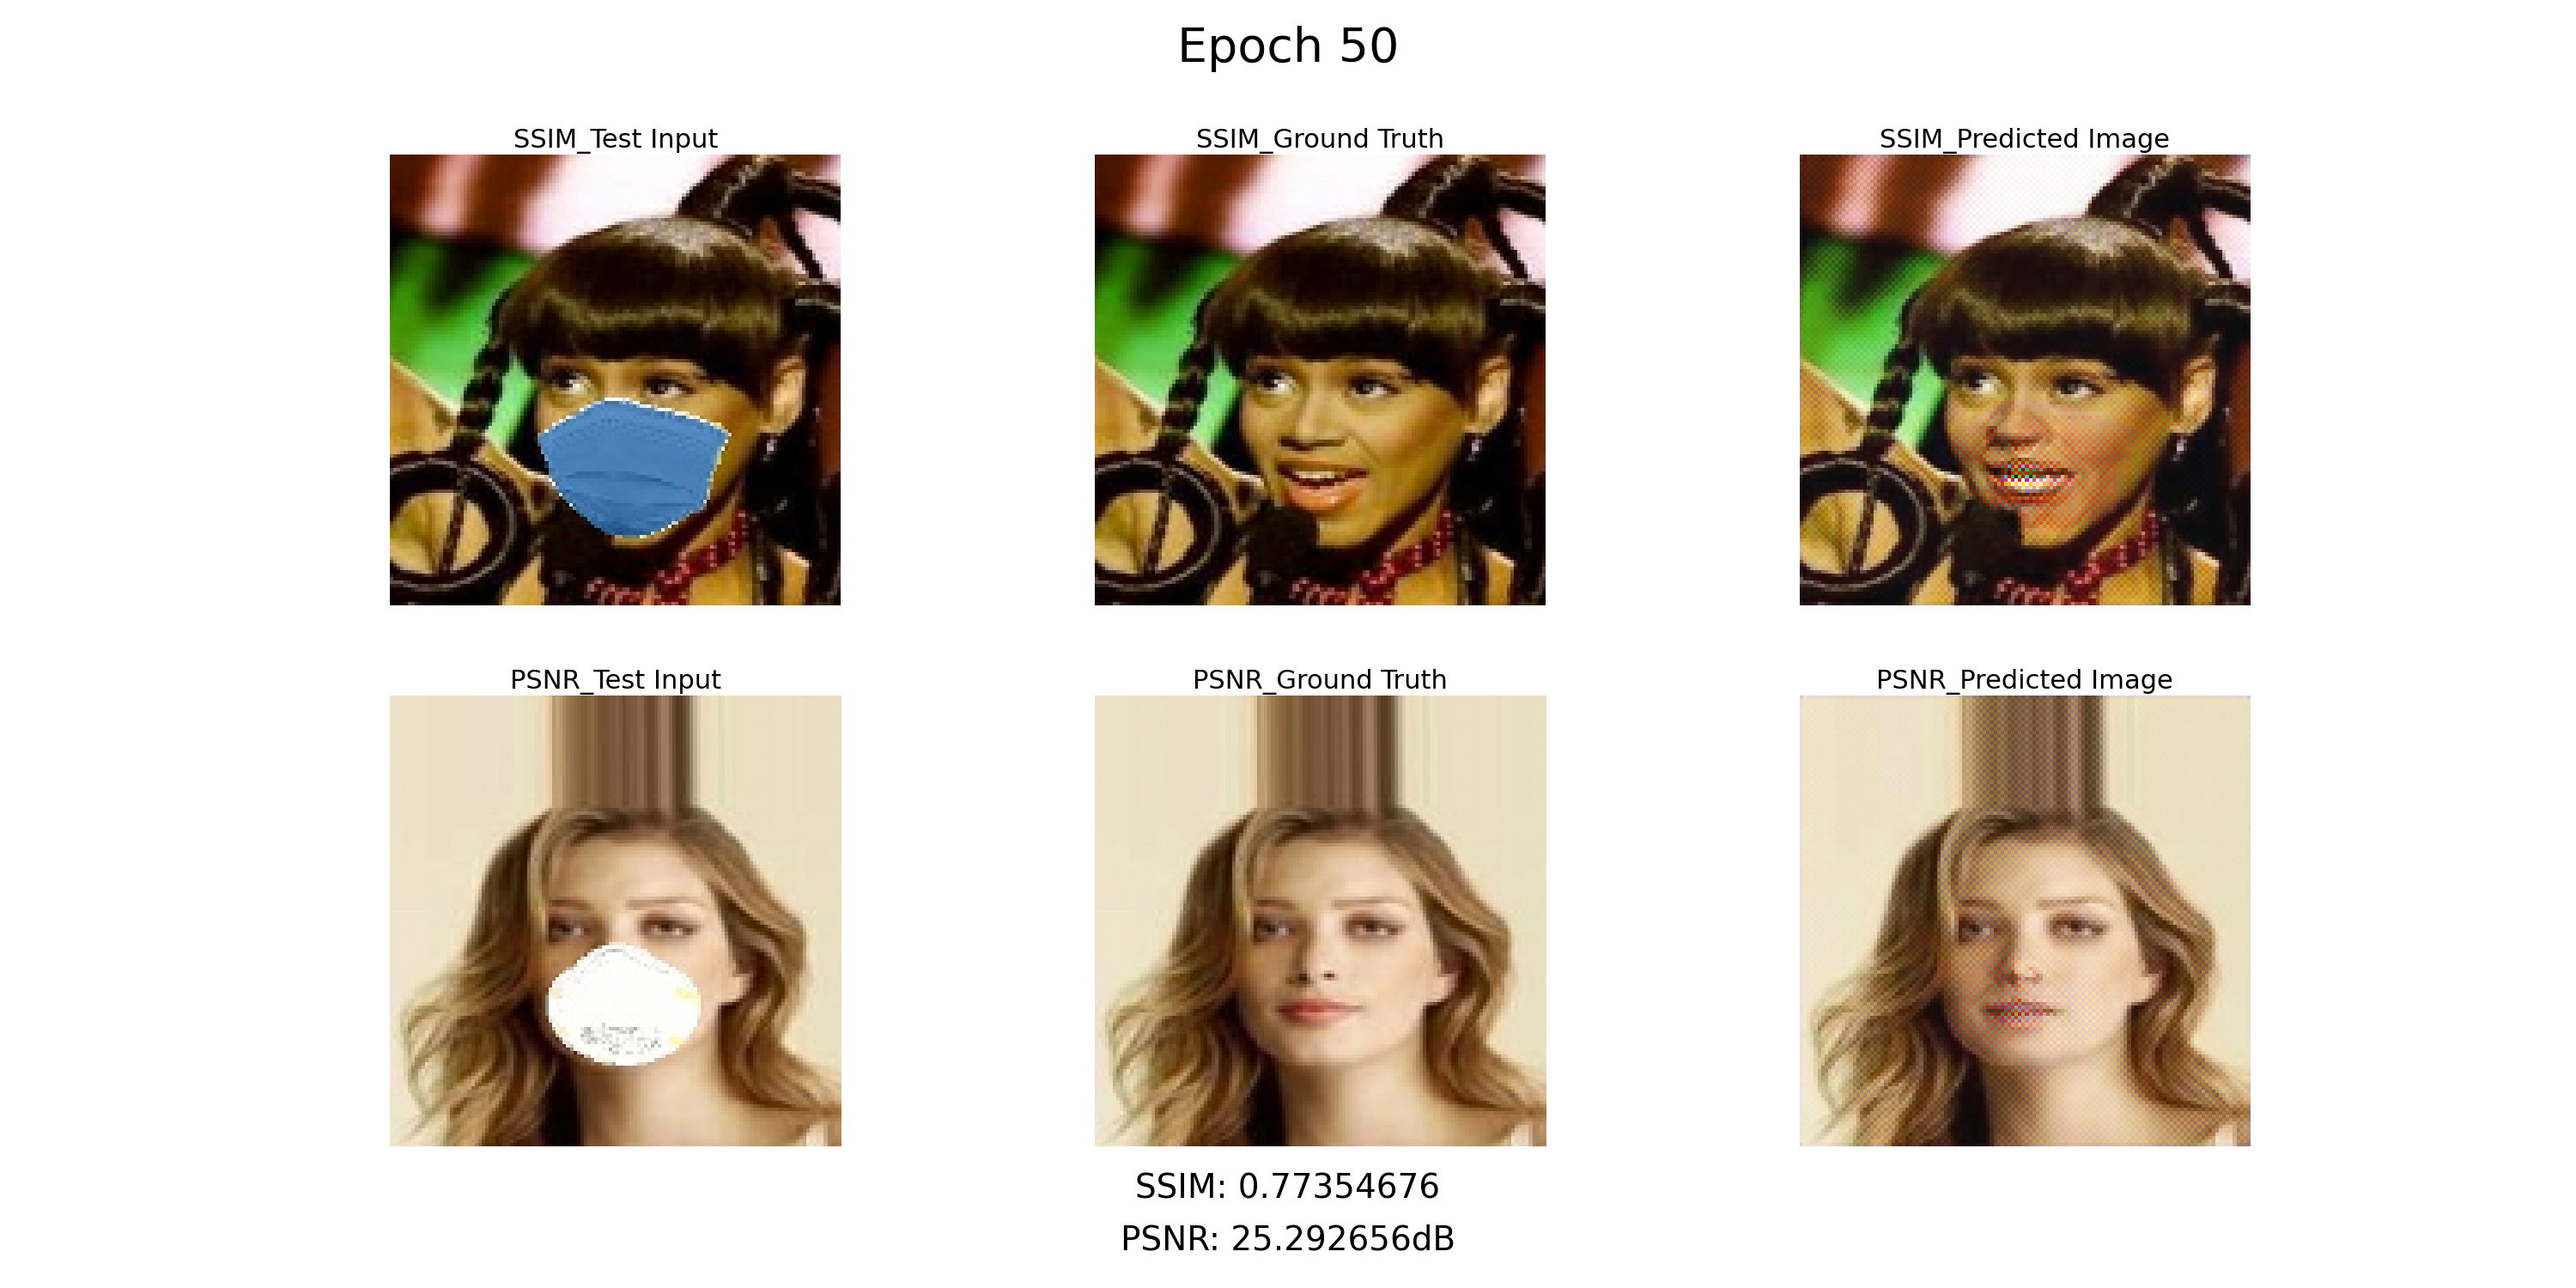 Epoch 50
SSIM_Test Input
SSIM_Ground Truth
SSIM_Predicted Image
PSNR_Test Input
PSNR_Ground Truth
PSNR_Predicted Image
SSIM: 0.77354676
PSNR: 25.292656dB